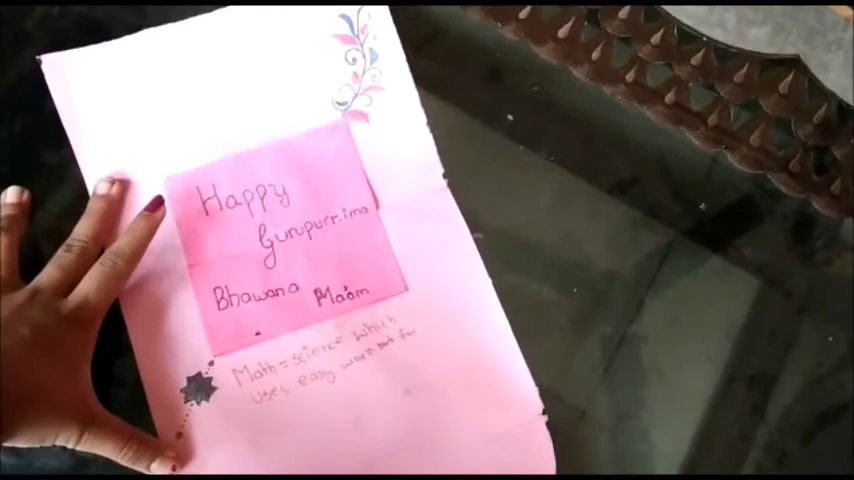 Happy
Gurupurnima
Bhawana Ma'am
Math = science which
uses easy words for